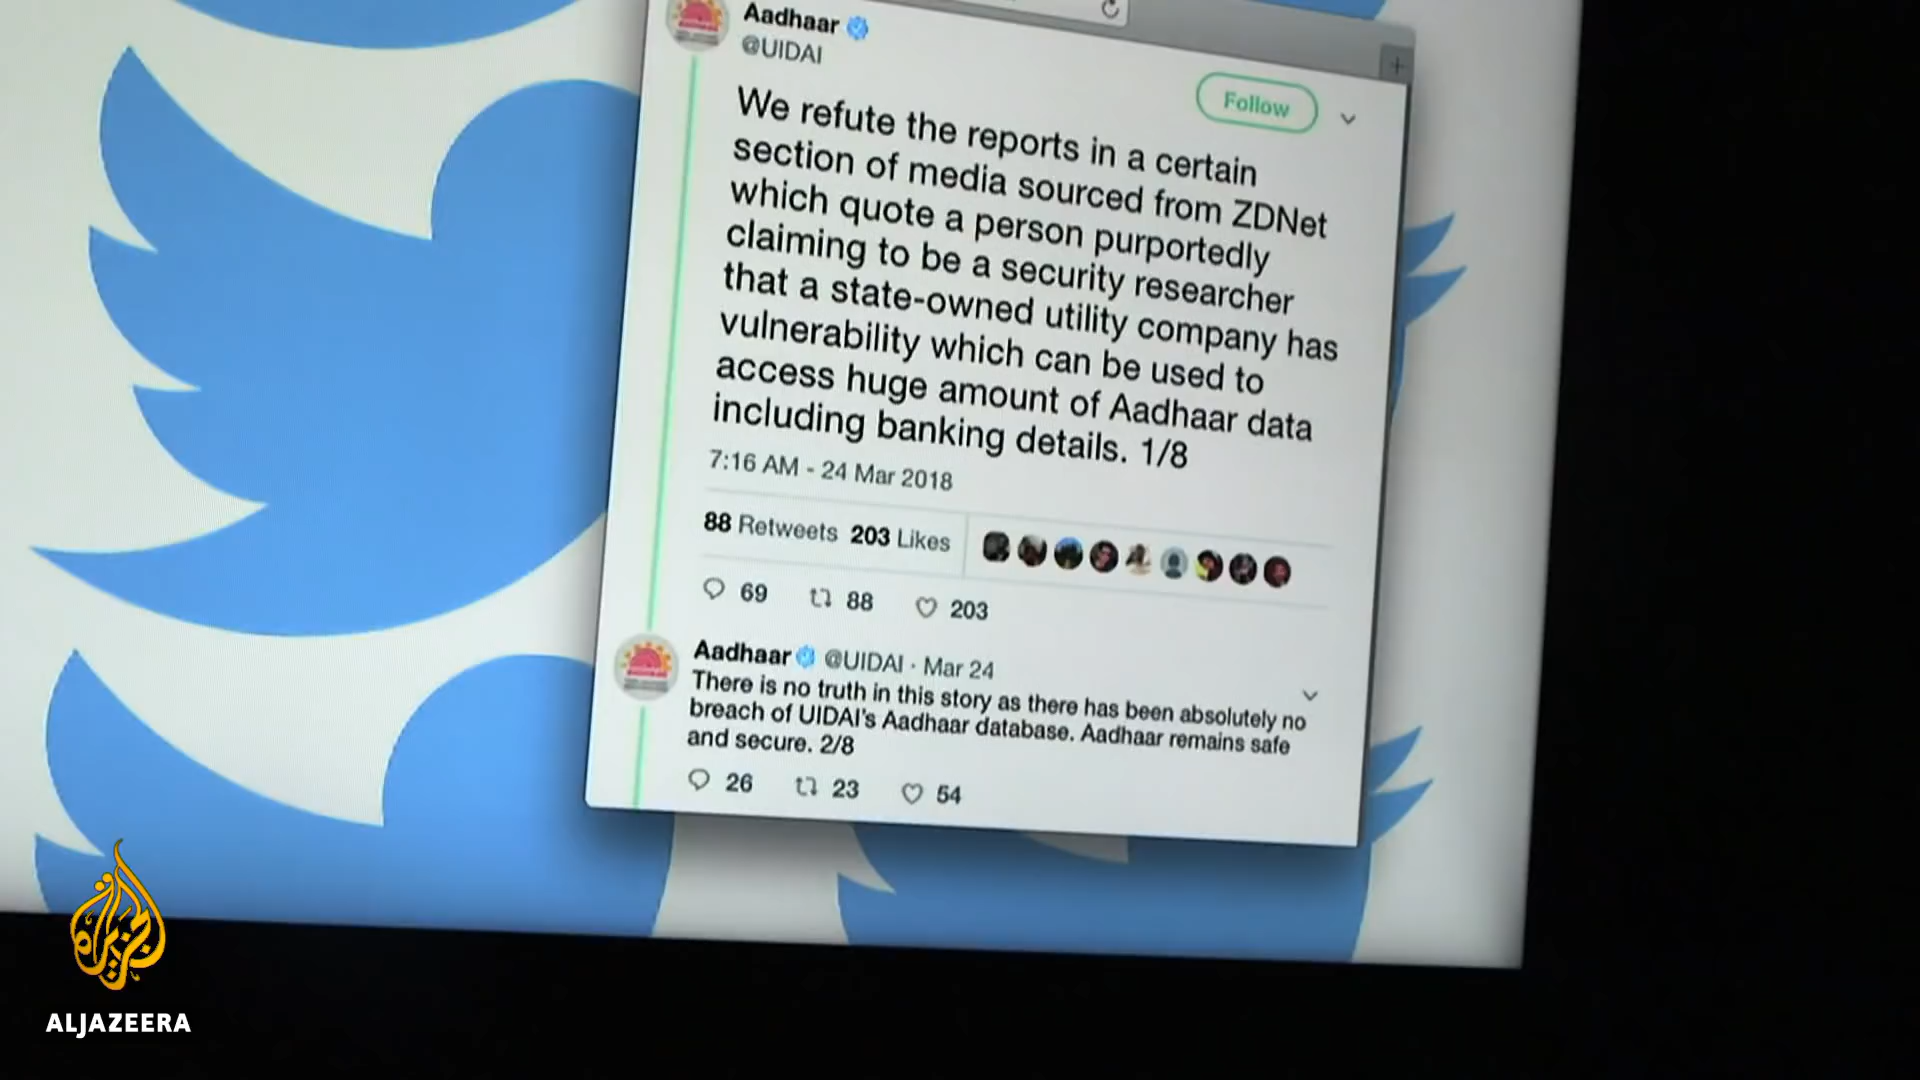 Aadhaar
@UIDAI
Follow
We refute the reports in a certain
section of media sourced from ZDNet
which quote a person purportedly
claiming to be a security researcher
that a state-owned utility company has
vulnerability which can be used to
access huge amount of Aadhaar data
including banking details. 1/8
7:16 AM - 24 Mar 2018
88 Retweets 203 Likes
69 88 203
Aadhaar @UIDAI · Mar 24
There is no truth in this story as there has been absolutely no
breach of UIDAI's Aadhaar database. Aadhaar remains safe
and secure. 2/8
26 23 54
الجزيرة
ALJAZEERA